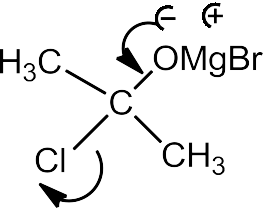 − +
H₃C OMgBr
C
Cl CH₃